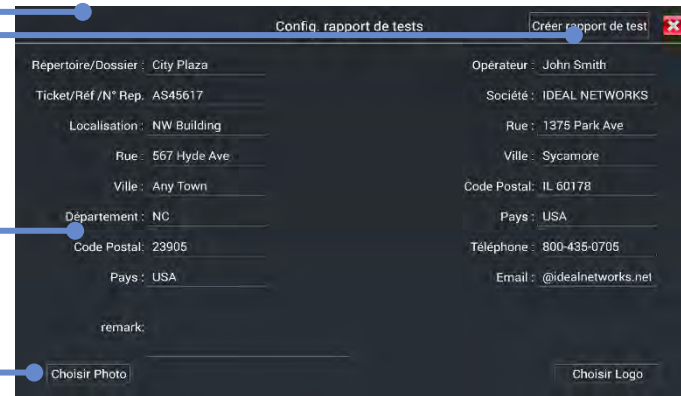 Config. rapport de tests
Créer rapport de test
Répertoire/Dossier : City Plaza
Ticket/Réf /N° Rep. AS45617
Localisation : NW Building
Rue : 567 Hyde Ave
Ville : Any Town
Département : NC
Code Postal: 23905
Pays : USA
remark:
Choisir Photo
Opérateur : John Smith
Société : IDEAL NETWORKS
Rue : 1375 Park Ave
Ville : Sycamore
Code Postal: IL 60178
Pays : USA
Téléphone : 800-435-0705
Email : @idealnetworks.net
Choisir Logo